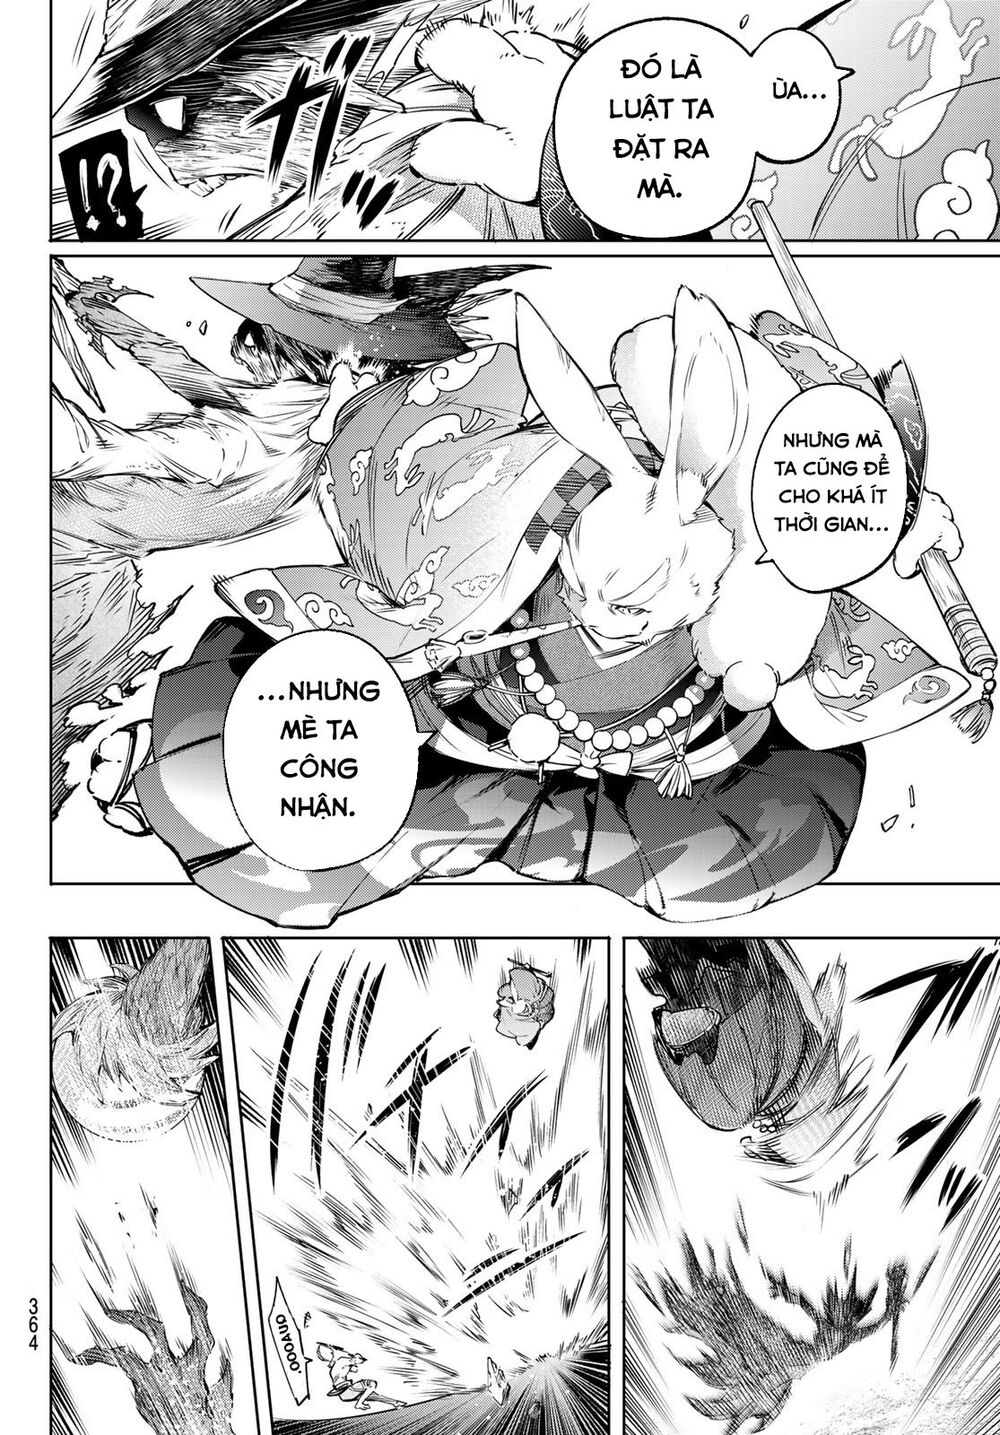 ÙA...
ĐÓ LÀ
LUẬT TA
ĐẶT RA
MÀ.
!?
NHƯNG MÀ
TA CŨNG ĐỂ
CHO KHÁ ÍT
THỜI GIAN...
...NHƯNG
MÈ TA
CÔNG
NHẬN.
OUAOOO..
364